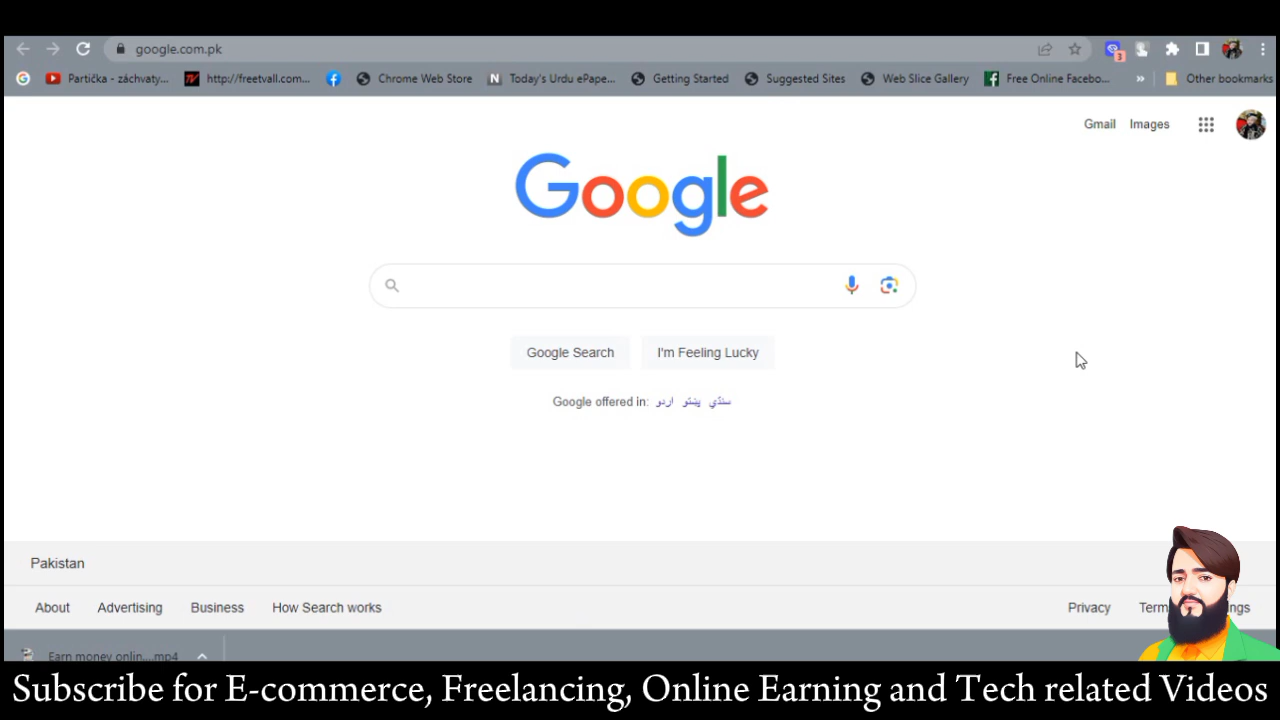 google.com.pk
3
Partička - záchvaty... http://freetvall.com... Chrome Web Store Today's Urdu ePape... Getting Started Suggested Sites Web Slice Gallery Free Online Facebo... » Other bookmarks
Gmail Images
Google
Google Search I'm Feeling Lucky
Google offered in: اردو پښتو سنڌي
Pakistan
About Advertising Business How Search works Privacy
Earn money onlin....mp4
Subscribe for E-commerce, Freelancing, Online Earning and Tech related Videos